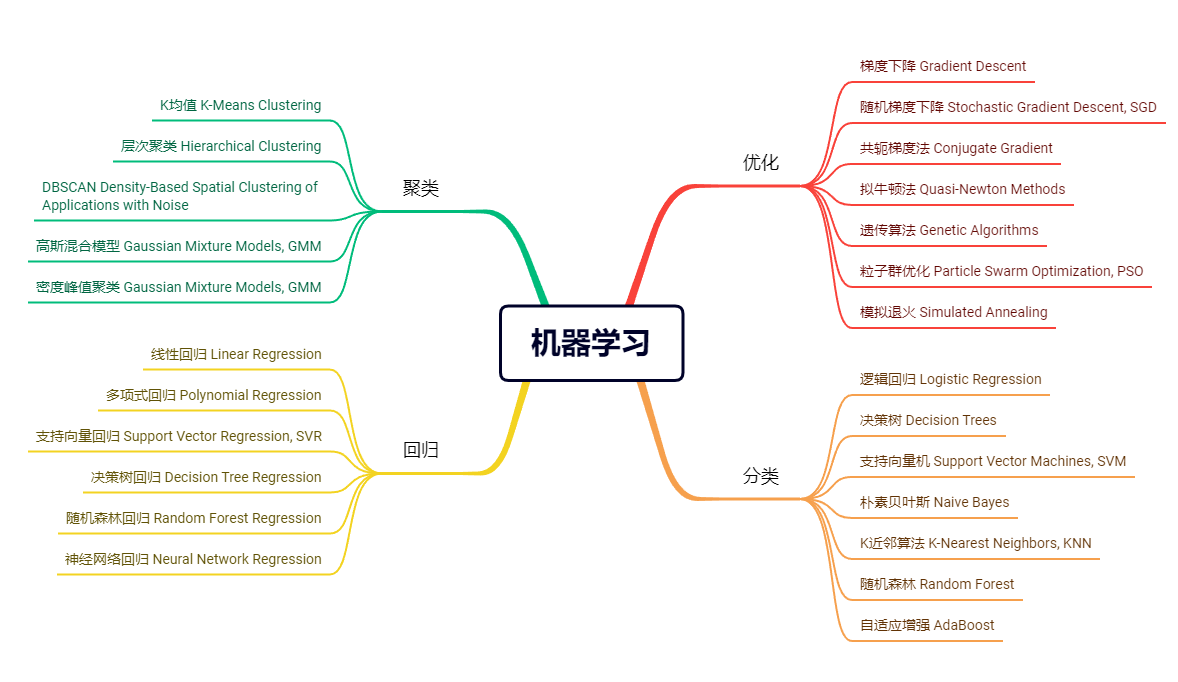 机器学习
优化
梯度下降 Gradient Descent
随机梯度下降 Stochastic Gradient Descent, SGD
共轭梯度法 Conjugate Gradient
拟牛顿法 Quasi-Newton Methods
遗传算法 Genetic Algorithms
粒子群优化 Particle Swarm Optimization, PSO
模拟退火 Simulated Annealing
分类
逻辑回归 Logistic Regression
决策树 Decision Trees
支持向量机 Support Vector Machines, SVM
朴素贝叶斯 Naive Bayes
K近邻算法 K-Nearest Neighbors, KNN
随机森林 Random Forest
自适应增强 AdaBoost
聚类
K均值 K-Means Clustering
层次聚类 Hierarchical Clustering
DBSCAN Density-Based Spatial Clustering of
Applications with Noise
高斯混合模型 Gaussian Mixture Models, GMM
密度峰值聚类 Gaussian Mixture Models, GMM
回归
线性回归 Linear Regression
多项式回归 Polynomial Regression
支持向量回归 Support Vector Regression, SVR
决策树回归 Decision Tree Regression
随机森林回归 Random Forest Regression
神经网络回归 Neural Network Regression